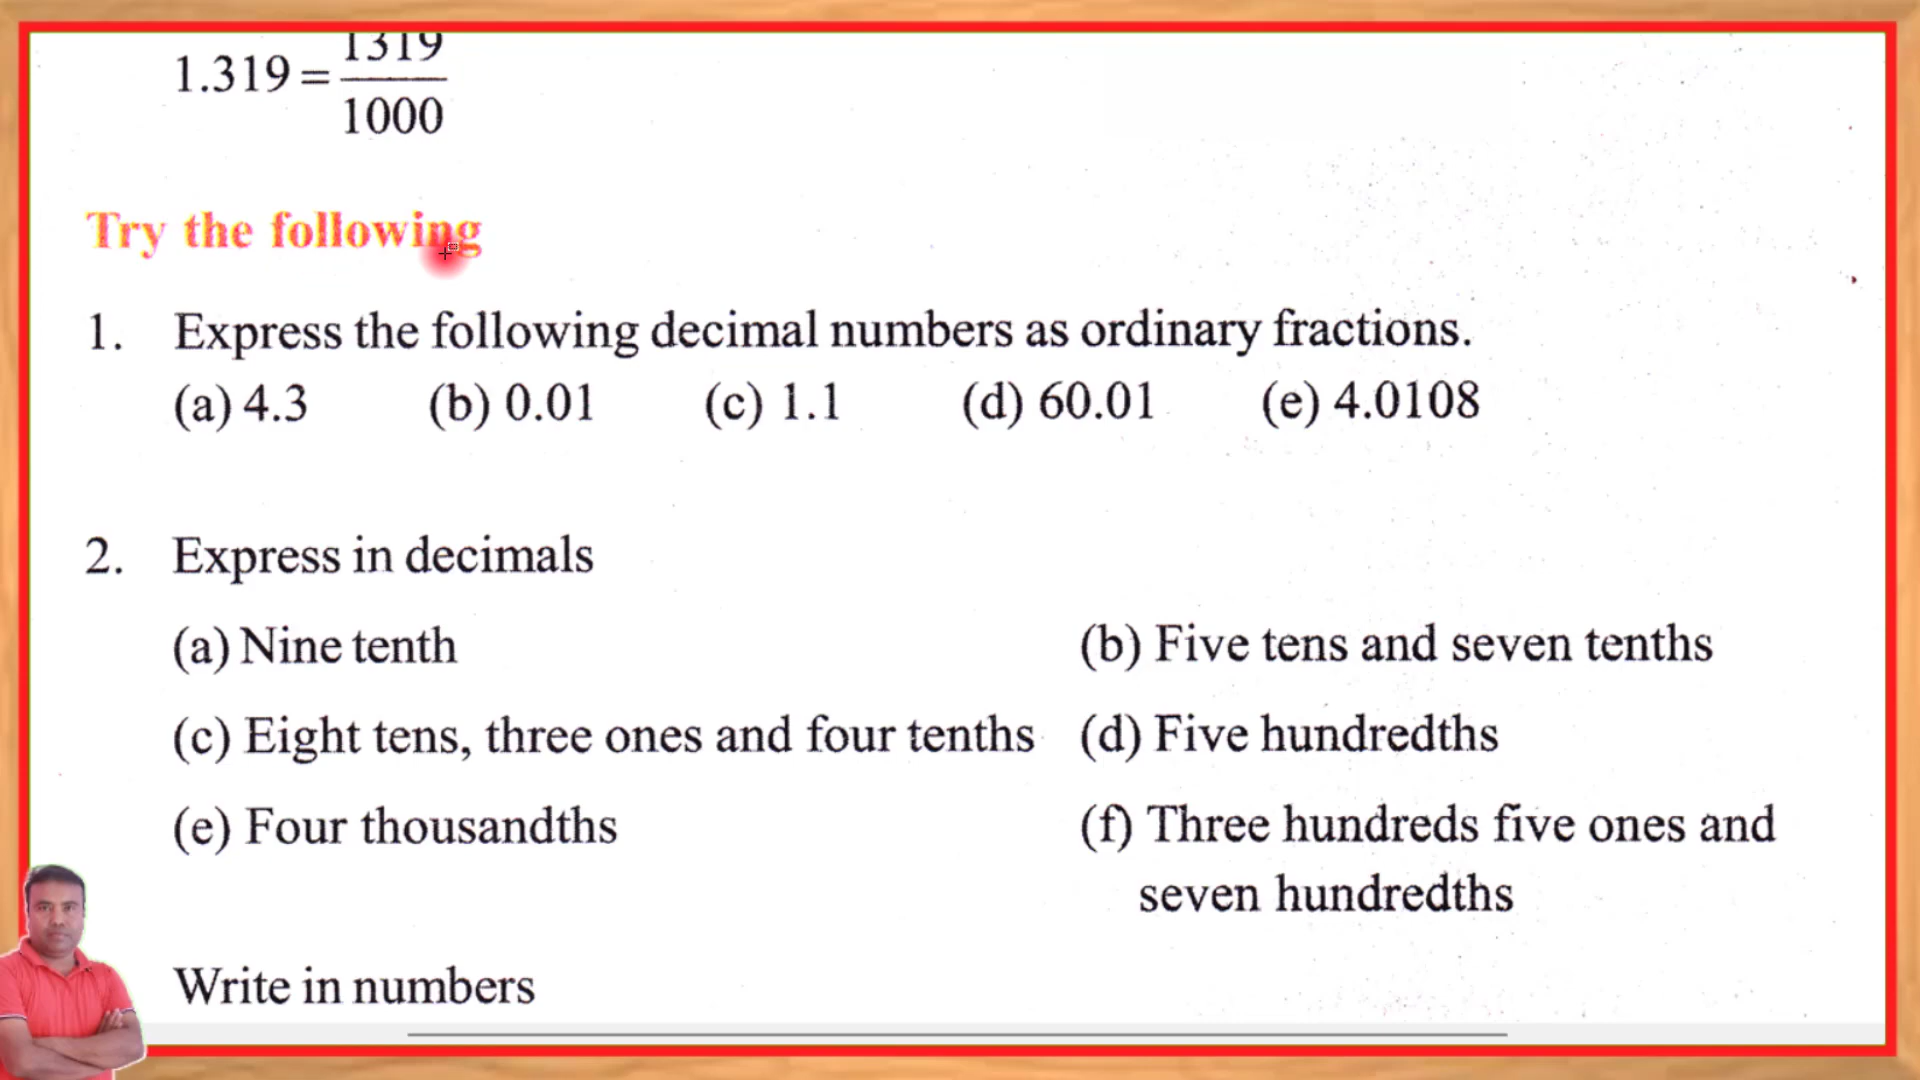 1.319 = 1319/1000
Try the following
1. Express the following decimal numbers as ordinary fractions.
(a) 4.3 (b) 0.01 (c) 1.1 (d) 60.01 (e) 4.0108
2. Express in decimals
(a) Nine tenth (b) Five tens and seven tenths
(c) Eight tens, three ones and four tenths (d) Five hundredths
(e) Four thousandths (f) Three hundreds five ones and
seven hundredths
Write in numbers